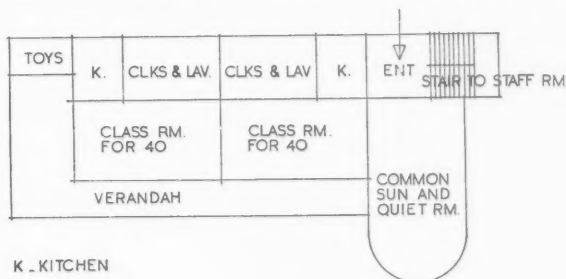 TOYS
K.
CLKS & LAV.
CLKS & LAV
K.
ENT
STAIR TO STAFF RM.
CLASS RM.
FOR 40
CLASS RM.
FOR 40
VERANDAH
COMMON
SUN AND
QUIET RM.
K_KITCHEN